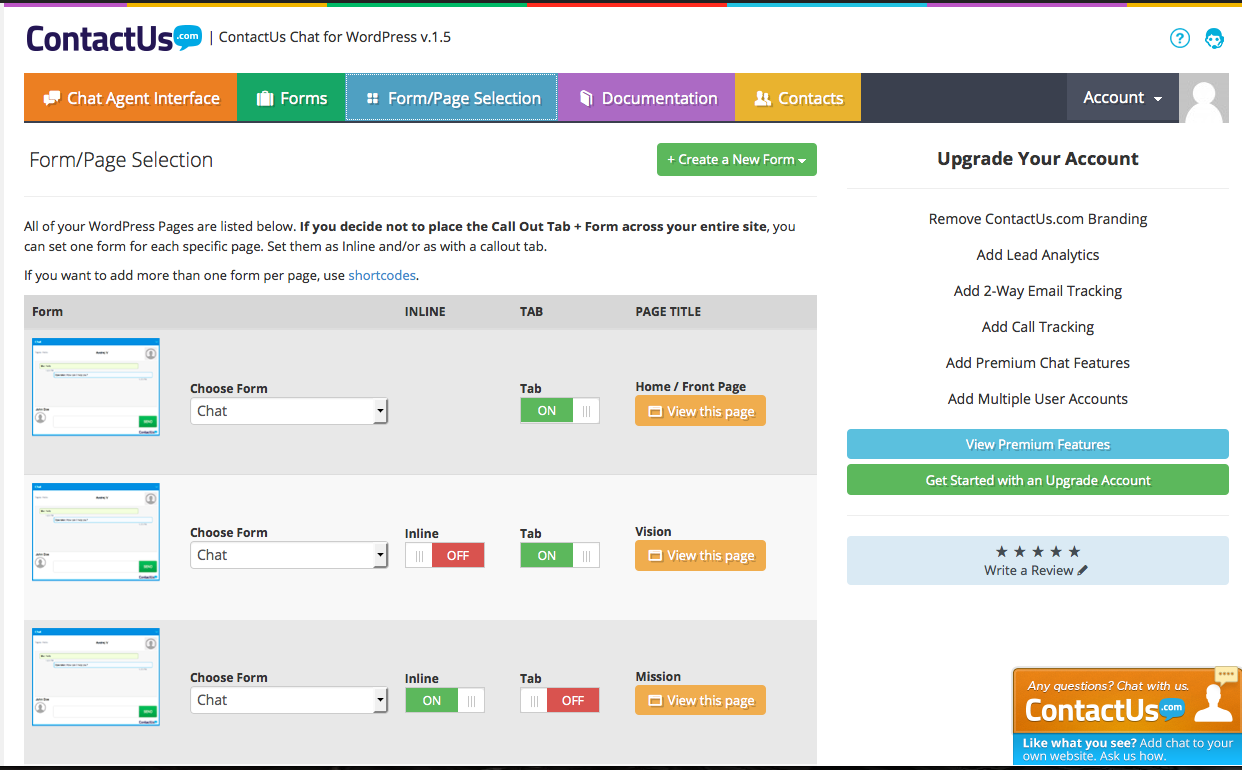 ContactUs.com | ContactUs Chat for WordPress v.1.5
Chat Agent Interface
Forms
Form/Page Selection
Documentation
Contacts
Account
Form/Page Selection
+ Create a New Form
All of your WordPress Pages are listed below. If you decide not to place the Call Out Tab + Form across your entire site, you
can set one form for each specific page. Set them as Inline and/or as with a callout tab.
If you want to add more than one form per page, use shortcodes.
Form INLINE TAB PAGE TITLE
Choose Form
Chat
Tab
ON
Home / Front Page
View this page
Choose Form
Chat
Inline
OFF
Tab
ON
Vision
View this page
Choose Form
Chat
Inline
ON
Tab
OFF
Mission
View this page
Upgrade Your Account
Remove ContactUs.com Branding
Add Lead Analytics
Add 2-Way Email Tracking
Add Call Tracking
Add Premium Chat Features
Add Multiple User Accounts
View Premium Features
Get Started with an Upgrade Account
★ ★ ★ ★ ★
Write a Review
Any questions? Chat with us.
ContactUs.com
Like what you see? Add chat to your
own website. Ask us how.